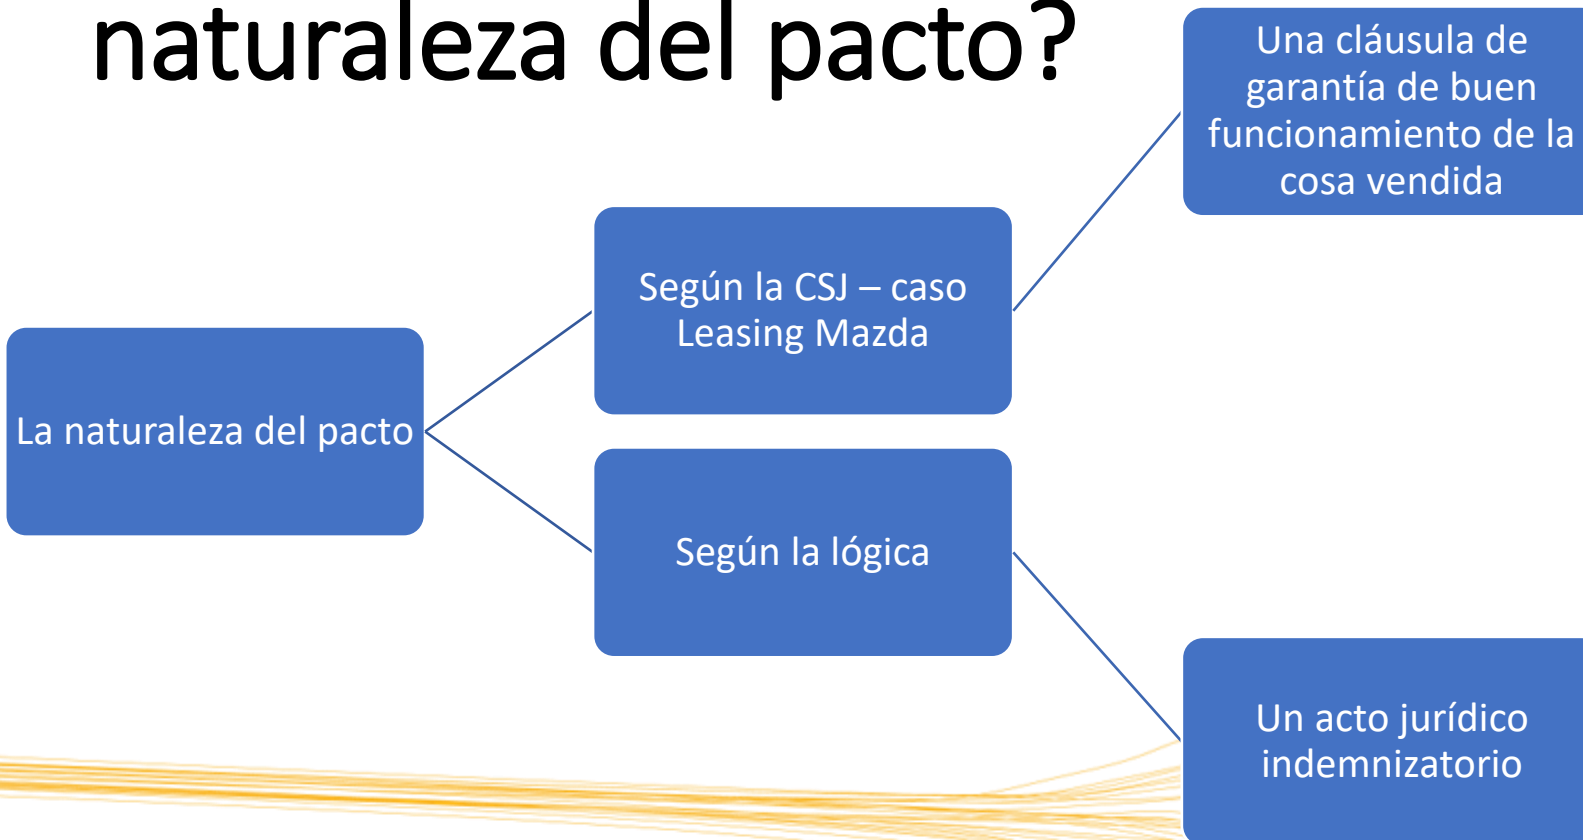 naturaleza del pacto?
Una cláusula de
garantía de buen
funcionamiento de la
cosa vendida
Según la CSJ – caso
Leasing Mazda
La naturaleza del pacto
Según la lógica
Un acto jurídico
indemnizatorio